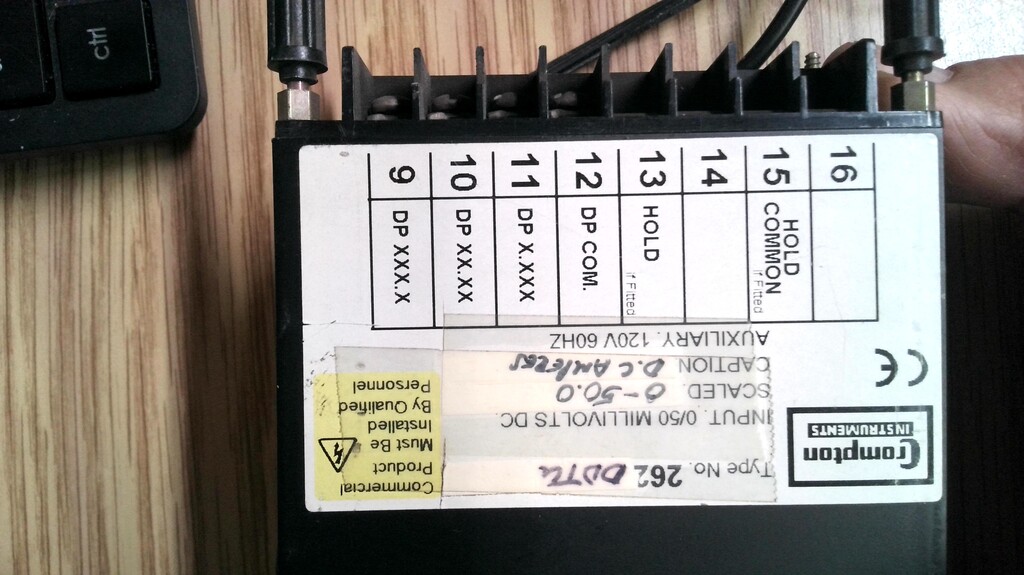 ctrl
9 DP XXX.X
10 DP XX.XX
11 DP X.XXX
12 DP COM.
13 HOLD If Fitted
14
15 HOLD COMMON If Fitted
16
Compton
INSTRUMENTS
CE
Type No. 262
INPUT. 0/50 MILLIVOLTS DC.
SCALED 0-50.0
CAPTION D.C AMPERES
AUXILIARY. 120V 60HZ
Commercial
Product
Must Be
Installed
By Qualified
Personnel